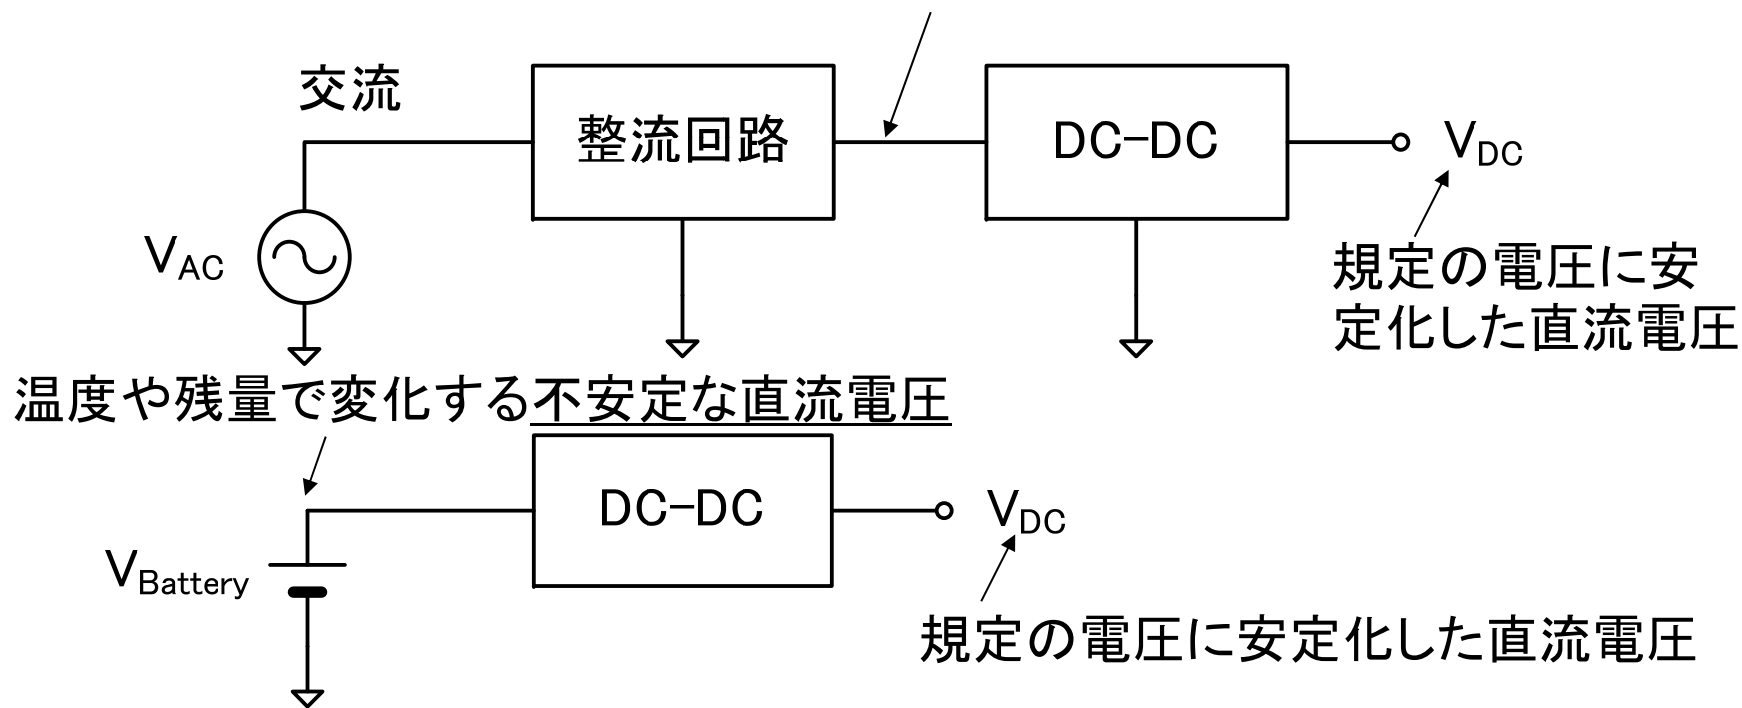 交流
整流回路
DC-DC
VDC
VAC
規定の電圧に安
定化した直流電圧
温度や残量で変化する不安定な直流電圧
DC-DC
VDC
VBattery
規定の電圧に安定化した直流電圧